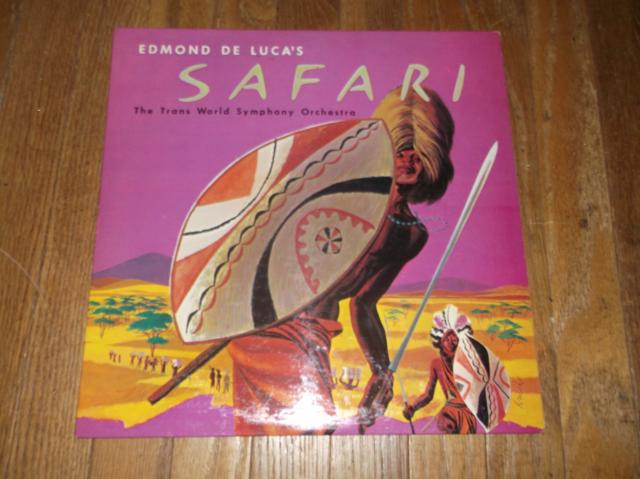 EDMOND DE LUCA'S
SAFARI
The Trans World Symphony Orchestra